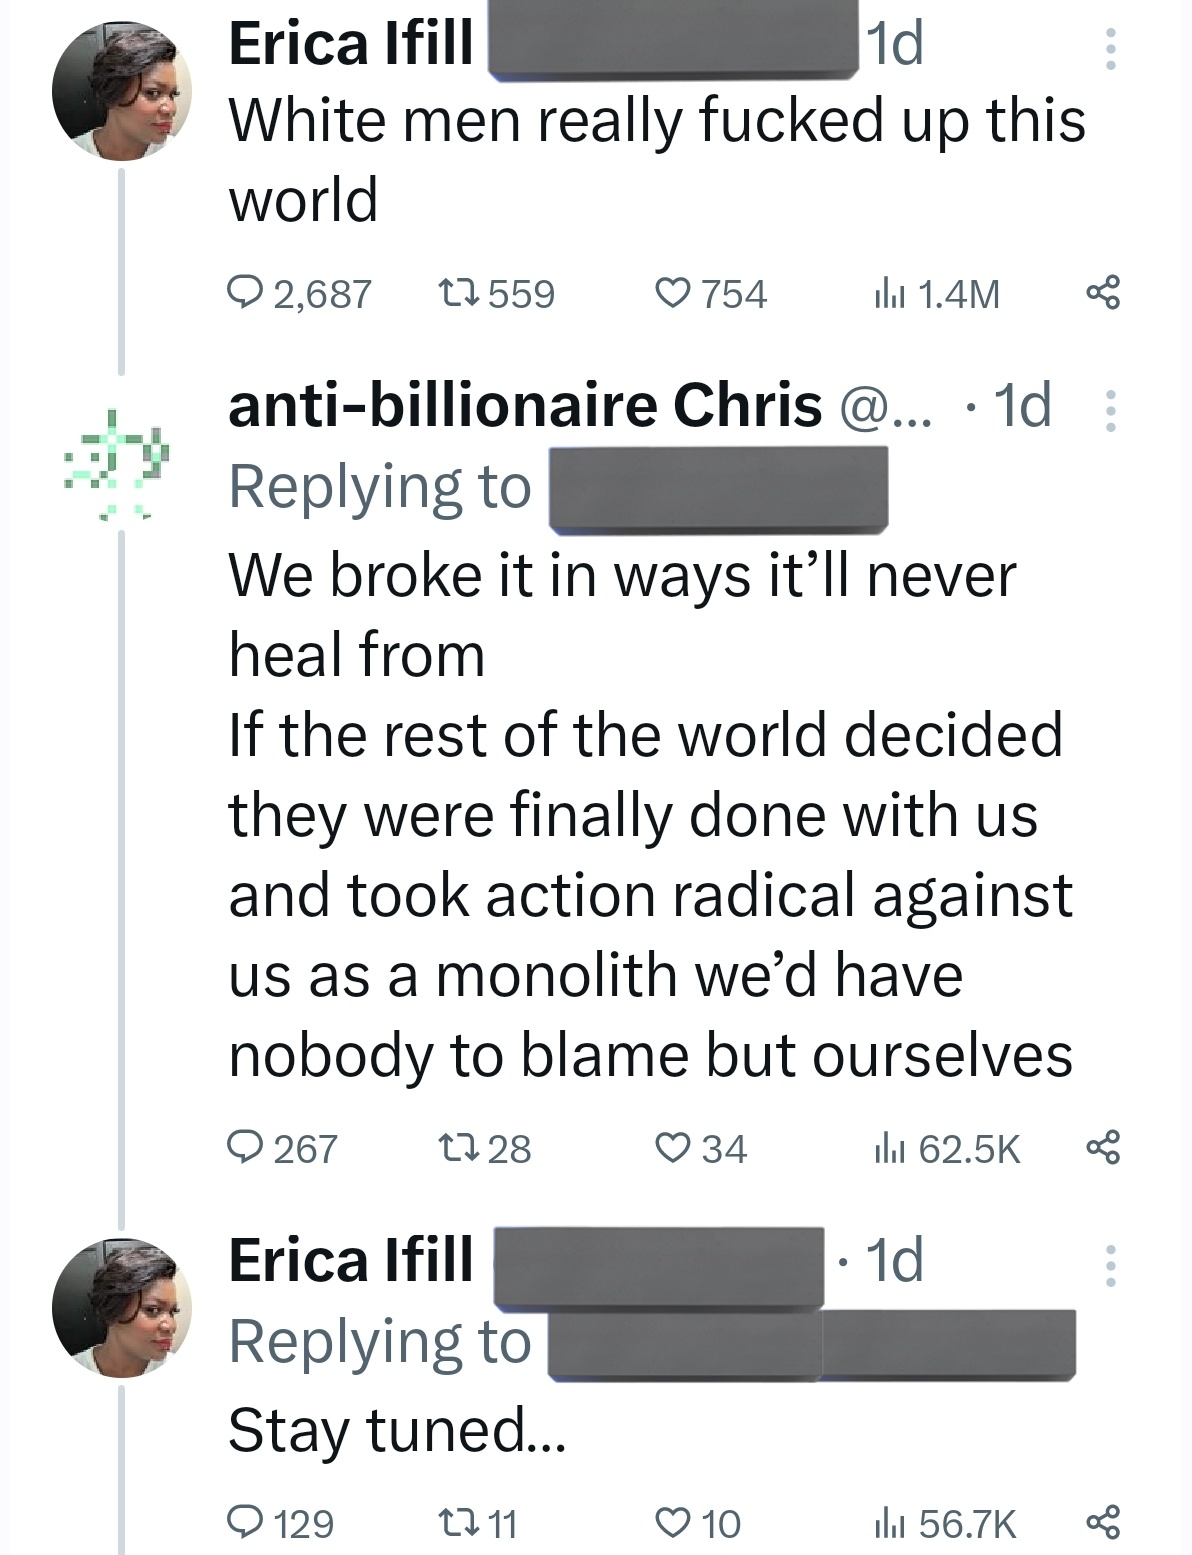 Erica Ifill 1d
White men really fucked up this
world
2,687 559 754 1.4M
anti-billionaire Chris @... · 1d
Replying to
We broke it in ways it’ll never
heal from
If the rest of the world decided
they were finally done with us
and took action radical against
us as a monolith we’d have
nobody to blame but ourselves
267 28 34 62.5K
Erica Ifill · 1d
Replying to
Stay tuned...
129 11 10 56.7K